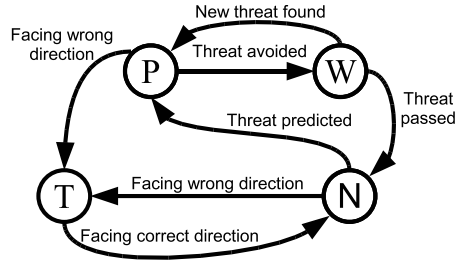 New threat found
Facing wrong
direction
Threat avoided
P
W
Threat
passed
Threat predicted
Facing wrong direction
T
N
Facing correct direction